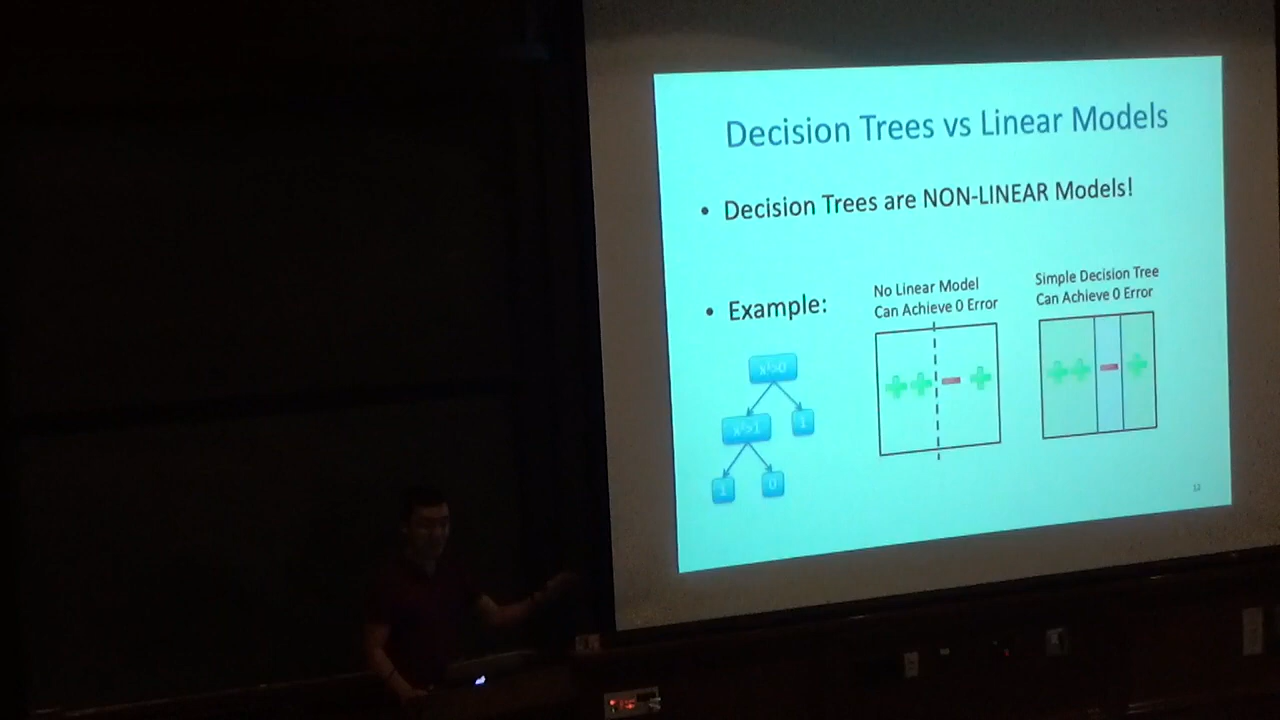 Decision Trees vs Linear Models
• Decision Trees are NON-LINEAR Models!
• Example:
No Linear Model
Can Achieve 0 Error
Simple Decision Tree
Can Achieve 0 Error
1
1
0
12